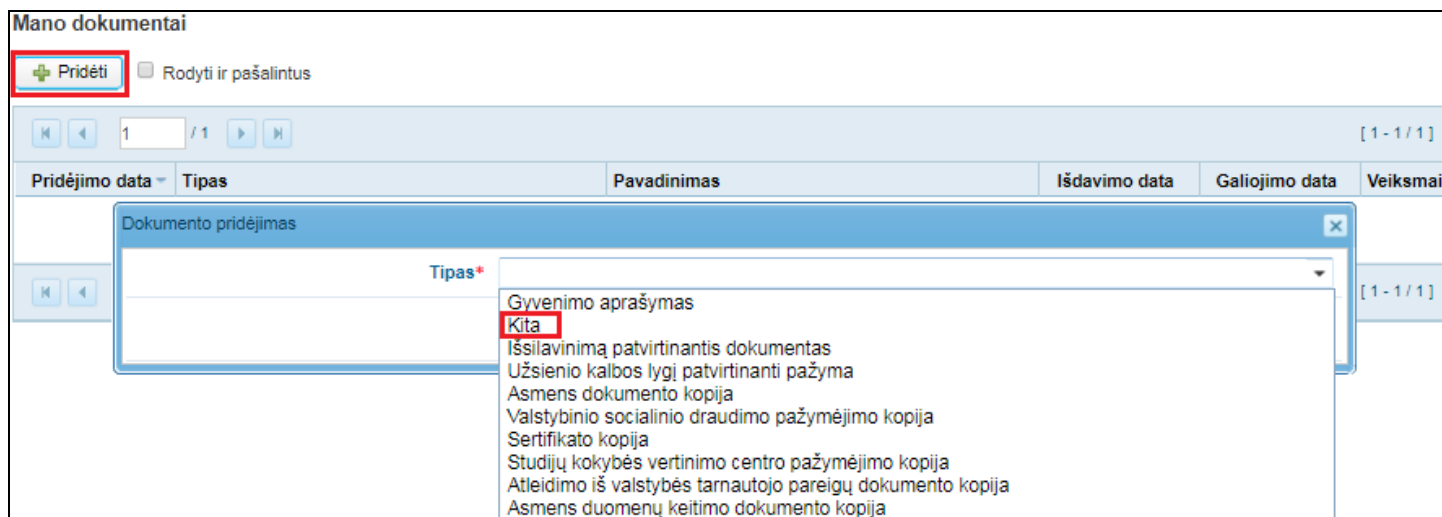 Mano dokumentai
Pridėti Rodyti ir pašalintus
1 / 1 [ 1 - 1 / 1 ]
Pridėjimo data Tipas Pavadinimas Išdavimo data Galiojimo data Veiksmai
Dokumento pridėjimas
Tipas*
[ 1 - 1 / 1 ]
Gyvenimo aprašymas
Kita
Išsilavinimą patvirtinantis dokumentas
Užsienio kalbos lygį patvirtinanti pažyma
Asmens dokumento kopija
Valstybinio socialinio draudimo pažymėjimo kopija
Sertifikato kopija
Studijų kokybės vertinimo centro pažymėjimo kopija
Atleidimo iš valstybės tarnautojo pareigų dokumento kopija
Asmens duomenų keitimo dokumento kopija